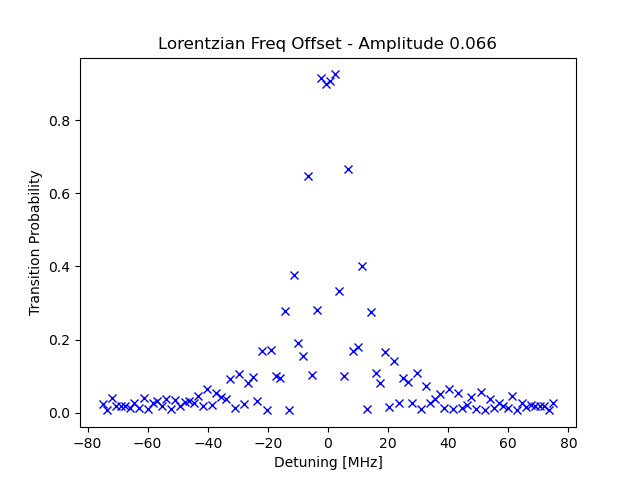 Lorentzian Freq Offset - Amplitude 0.066
Transition Probability
0.8
0.6
0.4
0.2
0.0
−80 −60 −40 −20 0 20 40 60 80
Detuning [MHz]